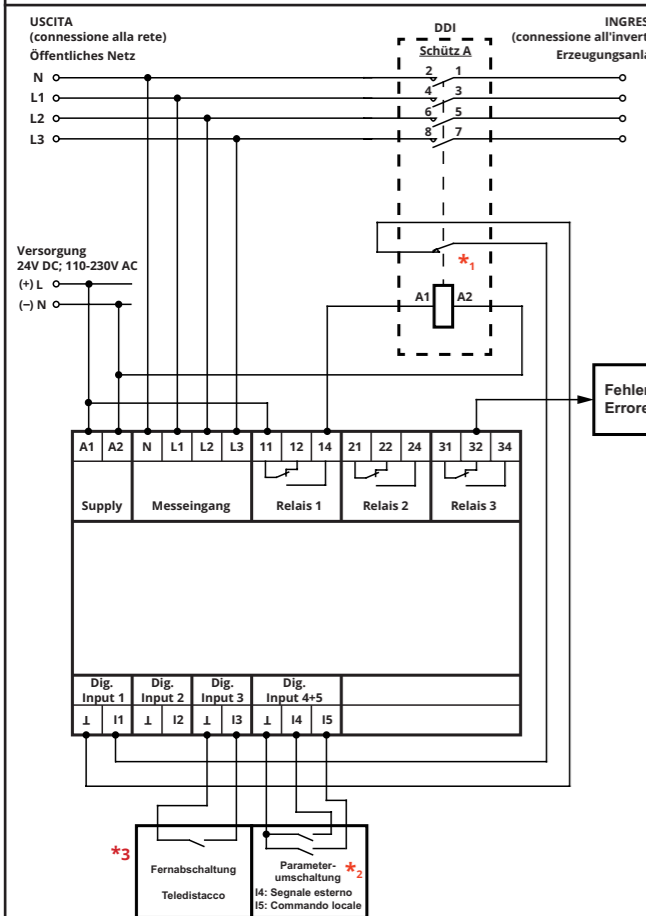 USCITA
(connessione alla rete)
Öffentliches Netz
DDI
Schütz A
INGRES
(connessione all'invert
Erzeugungsanla
N
2 1
L1
4 3
L2
6 5
L3
8 7
*1
Versorgung
24V DC; 110-230V AC
(+) L
(−) N
A1 A2
Fehler
Errore
A1 A2 N L1 L2 L3 11 12 14 21 22 24 31 32 34
Supply Messeingang Relais 1 Relais 2 Relais 3
Dig. Dig. Dig. Dig.
Input 1 Input 2 Input 3 Input 4+5
⊥ I1 ⊥ I2 ⊥ I3 ⊥ I4 I5
*3
Fernabschaltung
Teledistacco
Parameter-
umschaltung *2
I4: Segnale esterno
I5: Commando locale